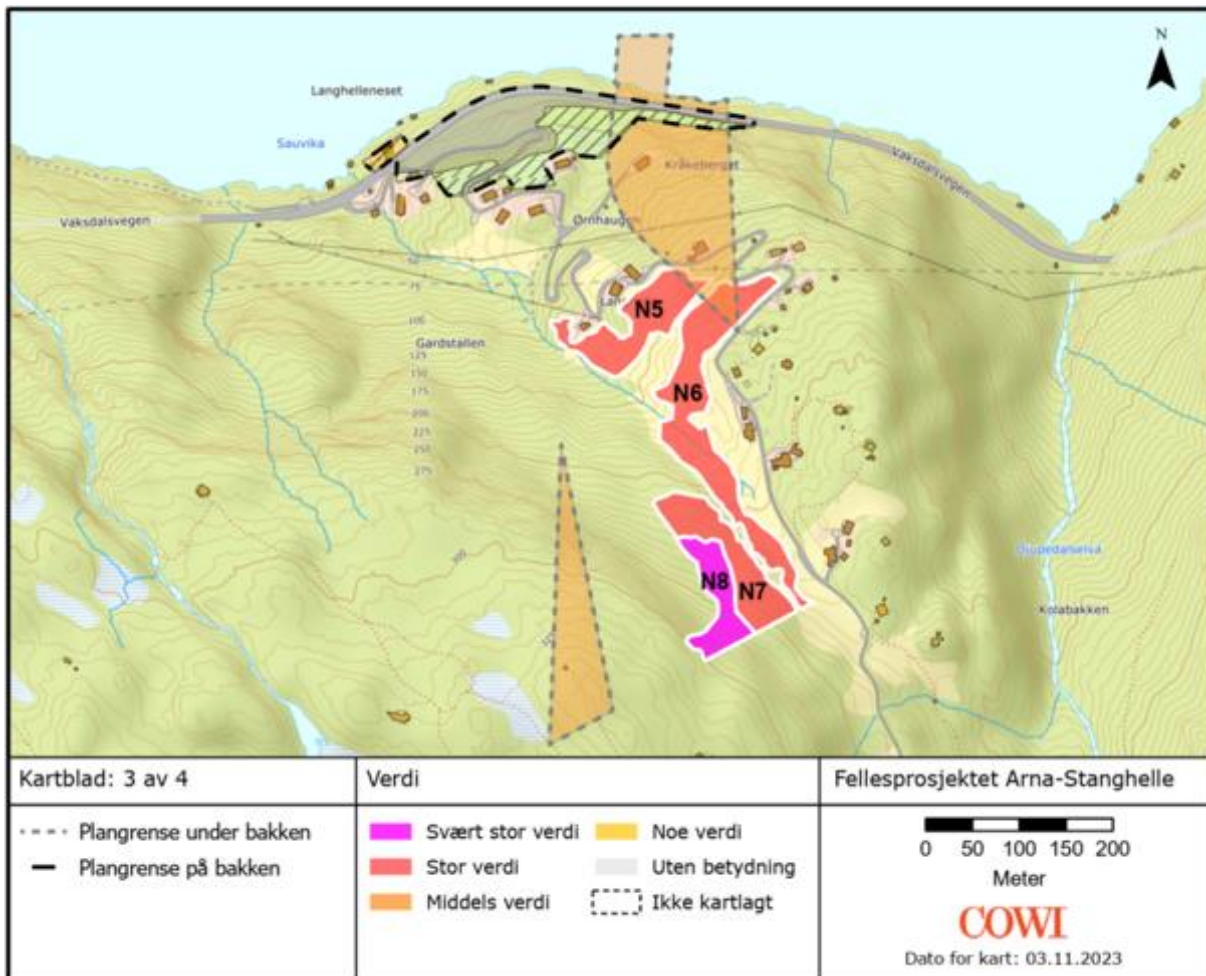 N
Langhelleneset
Sauvika
Kråkeberget
Vaksdalsvegen
Vaksdalsvegen
Ørnhaugen
50
75
N5
Gardstallen
100
125
150
175
200
225
250
275
N6
300
N8
N7
Kolabakken
Kartblad: 3 av 4
Plangrense under bakken
Plangrense på bakken
Verdi
Svært stor verdi
Noe verdi
Stor verdi
Uten betydning
Middels verdi
Ikke kartlagt
Fellesprosjektet Arna-Stanghelle
0 50 100 150 200
Meter
COWI
Dato for kart: 03.11.2023